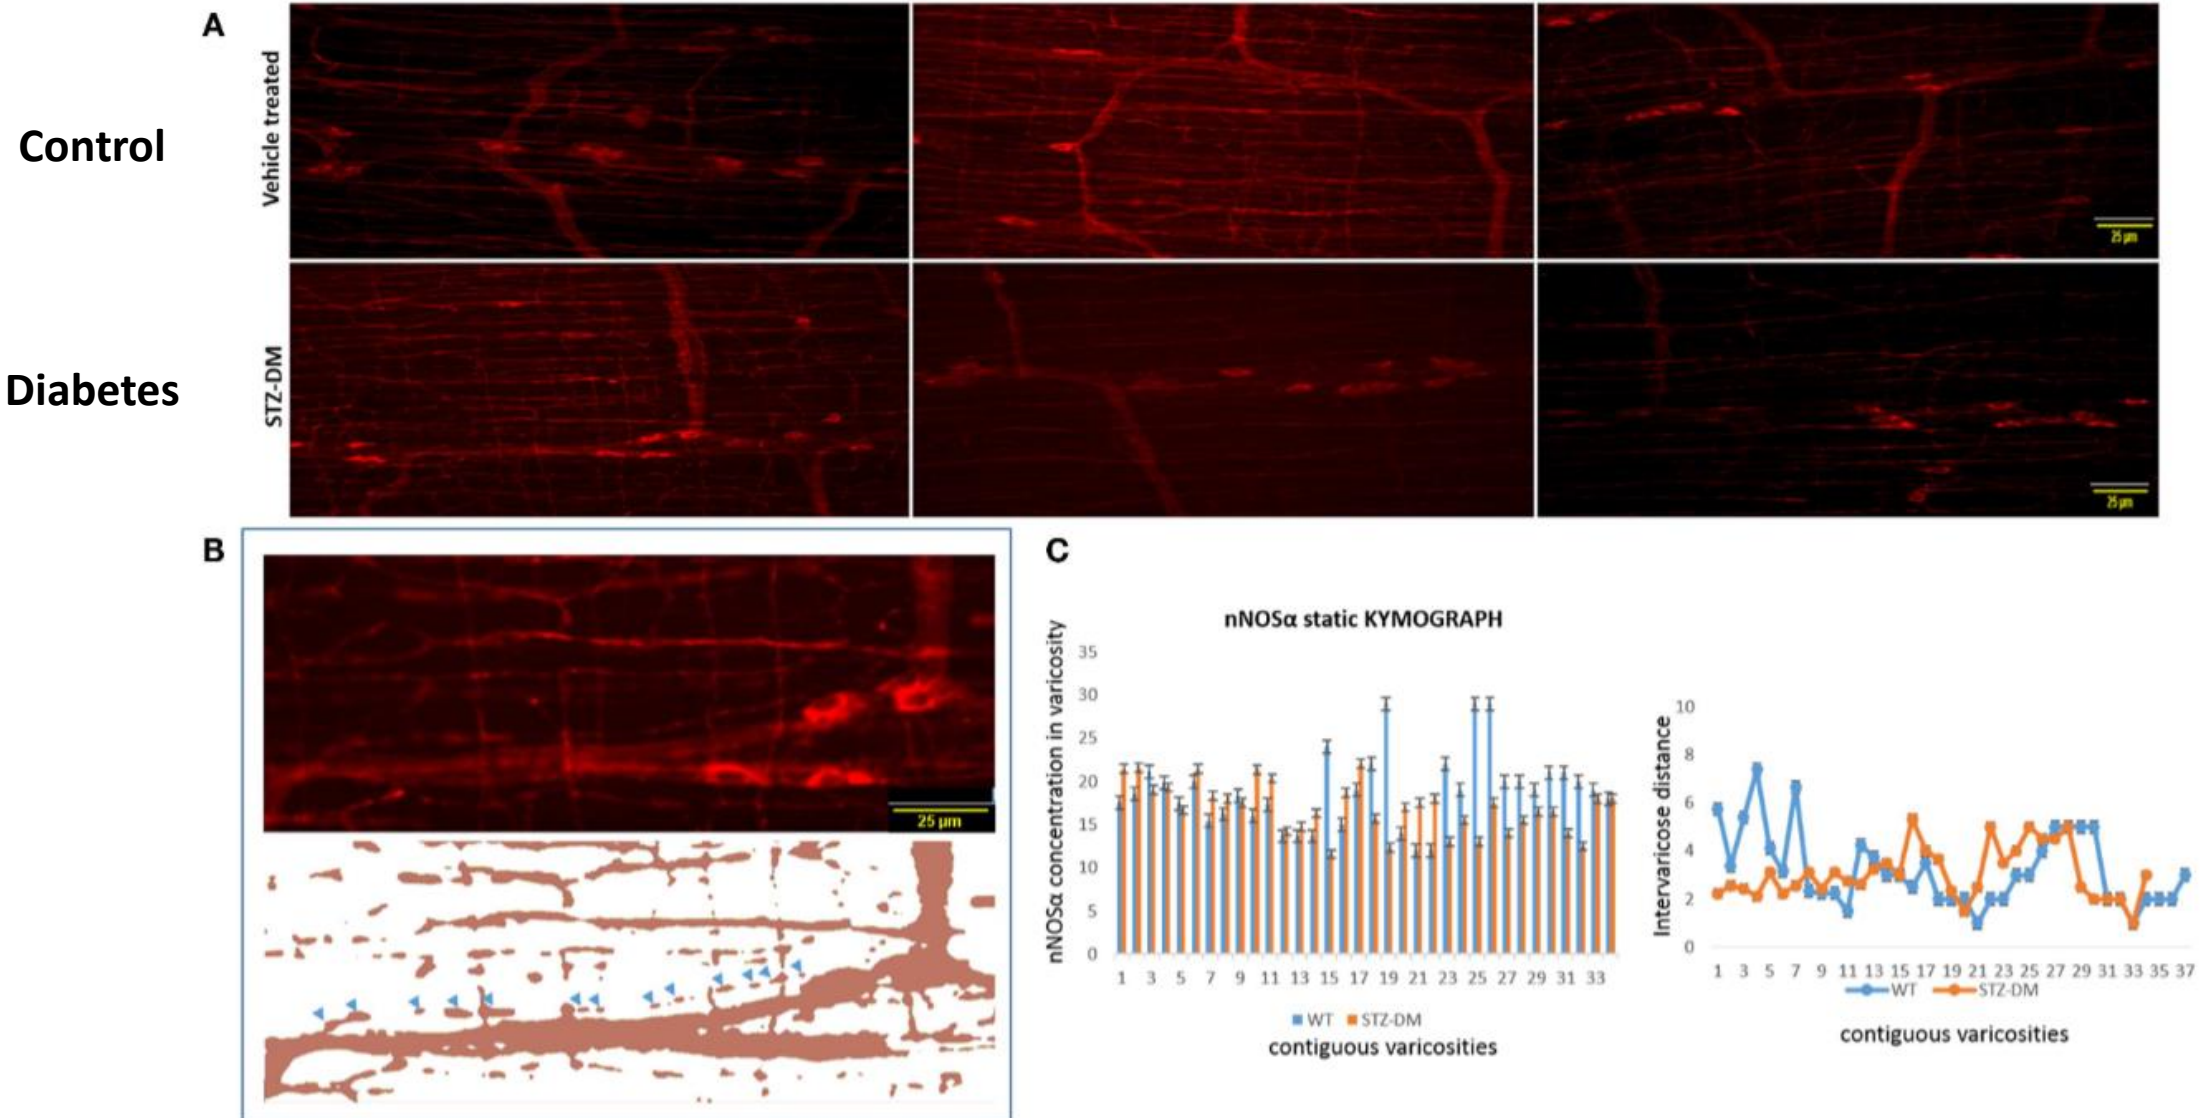 A
Control
Vehicle treated
25 µm
Diabetes
STZ-DM
25 µm
B
25 µm
C
nNOSα static KYMOGRAPH
nNOSα concentration in varicosity
35
30
25
20
15
10
5
0
1 3 5 7 9 11 13 15 17 19 21 23 25 27 29 31 33
WT STZ-DM
contiguous varicosities
Intervaricose distance
10
8
6
4
2
0
1 3 5 7 9 11 13 15 17 19 21 23 25 27 29 31 33 35 37
WT STZ-DM
contiguous varicosities